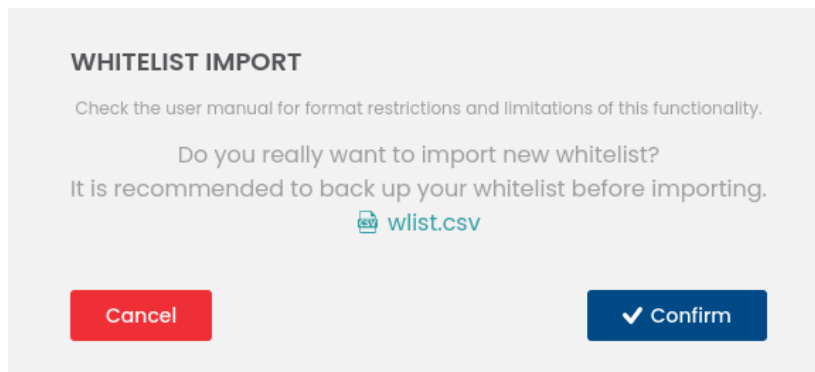 WHITELIST IMPORT
Check the user manual for format restrictions and limitations of this functionality.
Do you really want to import new whitelist?
It is recommended to back up your whitelist before importing.
CSV wlist.csv
Cancel
Confirm